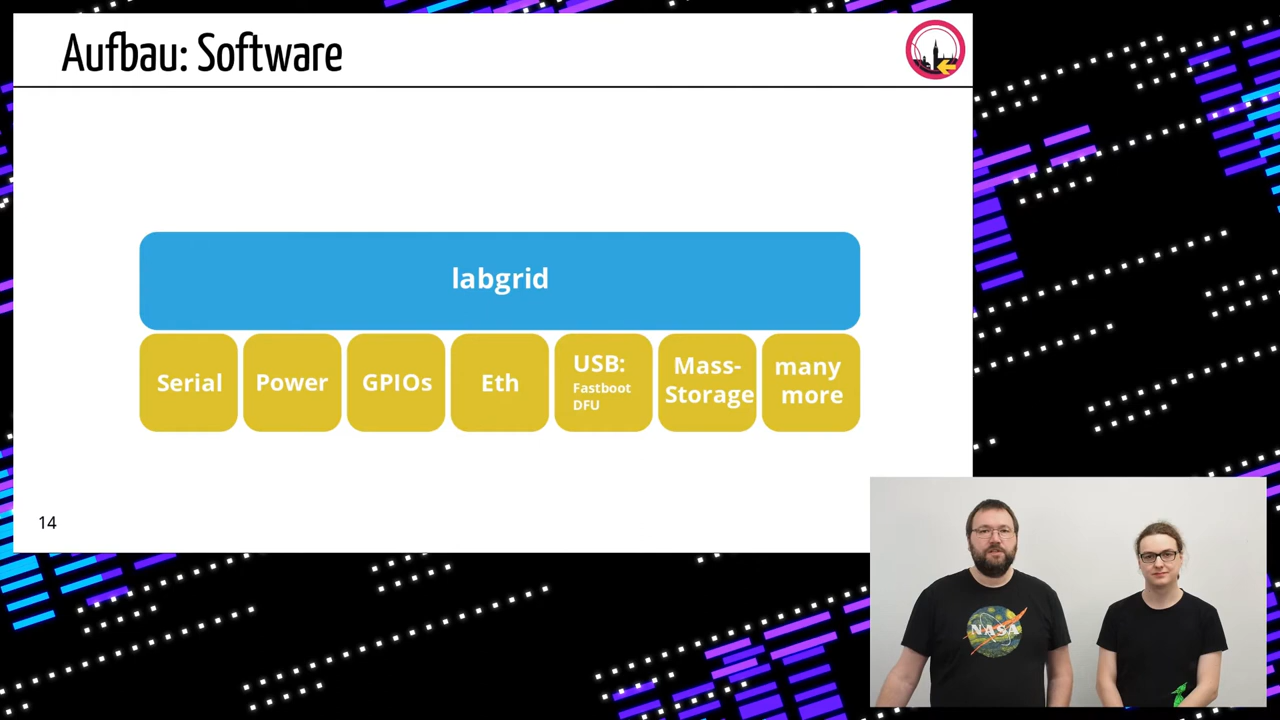 Aufbau: Software
labgrid
Serial
Power
GPIOs
Eth
USB:
Fastboot
DFU
Mass-
Storage
many
more
14
NASA